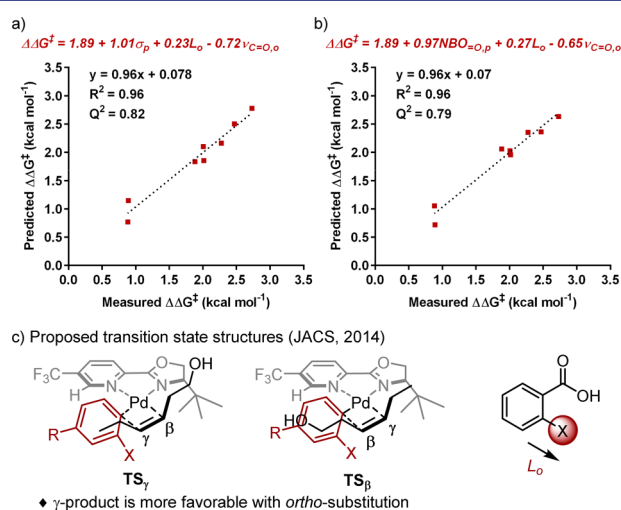 a)
ΔΔG‡ = 1.89 + 1.01σp + 0.23Lo - 0.72νC=O,o
y = 0.96x + 0.078
R² = 0.96
Q² = 0.82
Predicted ΔΔG‡ (kcal mol⁻¹)
3.5
3.0
2.5
2.0
1.5
1.0
0.5
0.0
0.0 0.5 1.0 1.5 2.0 2.5 3.0 3.5
Measured ΔΔG‡ (kcal mol⁻¹)
b)
ΔΔG‡ = 1.89 + 0.97NBO=O,p + 0.27Lo - 0.65νC=O,o
y = 0.96x + 0.07
R² = 0.96
Q² = 0.79
Predicted ΔΔG‡ (kcal mol⁻¹)
3.5
3.0
2.5
2.0
1.5
1.0
0.5
0.0
0.0 0.5 1.0 1.5 2.0 2.5 3.0 3.5
Measured ΔΔG‡ (kcal mol⁻¹)
c) Proposed transition state structures (JACS, 2014)
F₃C
O
OH
H
N
N
Pd
R
γ
β
X
TSγ
F₃C
O
H
N
N
Pd
HO
R
β
γ
X
TSβ
O
OH
X
Lo
♦ γ-product is more favorable with ortho-substitution